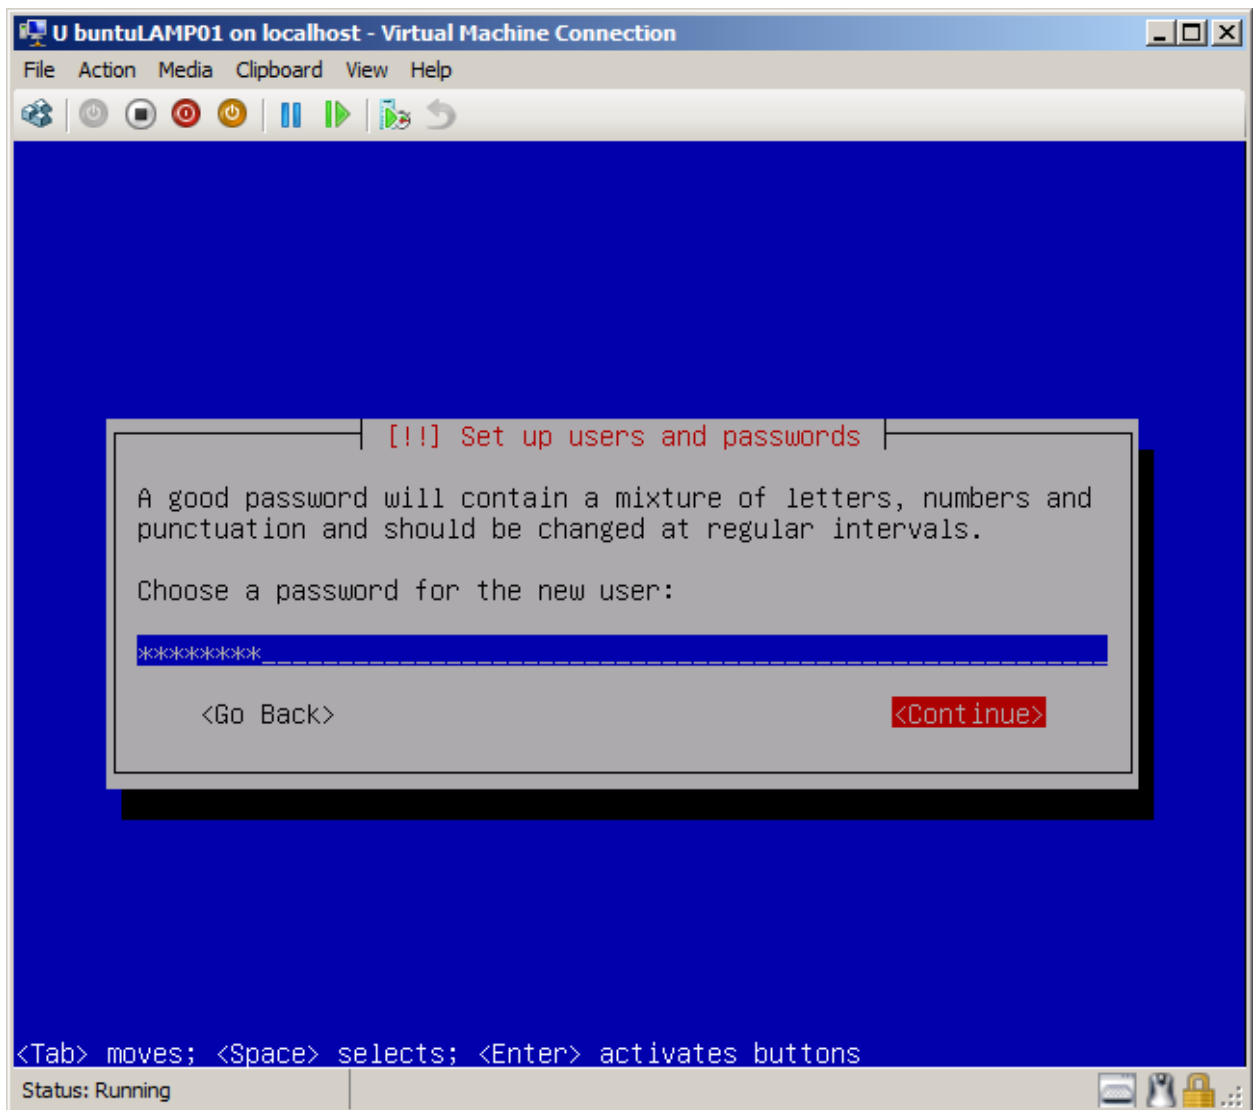 U buntuLAMP01 on localhost - Virtual Machine Connection
File Action Media Clipboard View Help
[!!] Set up users and passwords
A good password will contain a mixture of letters, numbers and
punctuation and should be changed at regular intervals.
Choose a password for the new user:
********
<Go Back> <Continue>
<Tab> moves; <Space> selects; <Enter> activates buttons
Status: Running